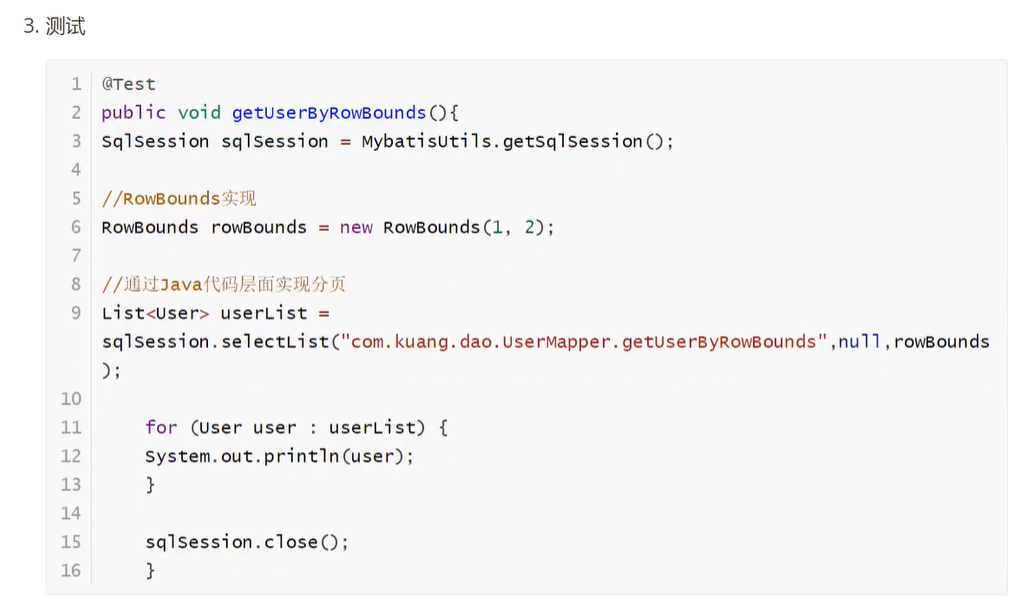 3. 测试
1 @Test
2 public void getUserByRowBounds(){
3 SqlSession sqlSession = MybatisUtils.getSqlSession();
4
5 //RowBounds实现
6 RowBounds rowBounds = new RowBounds(1, 2);
7
8 //通过Java代码层面实现分页
9 List<User> userList =
sqlSession.selectList("com.kuang.dao.UserMapper.getUserByRowBounds",null,rowBounds
);
10
11     for (User user : userList) {
12     System.out.println(user);
13     }
14
15     sqlSession.close();
16     }